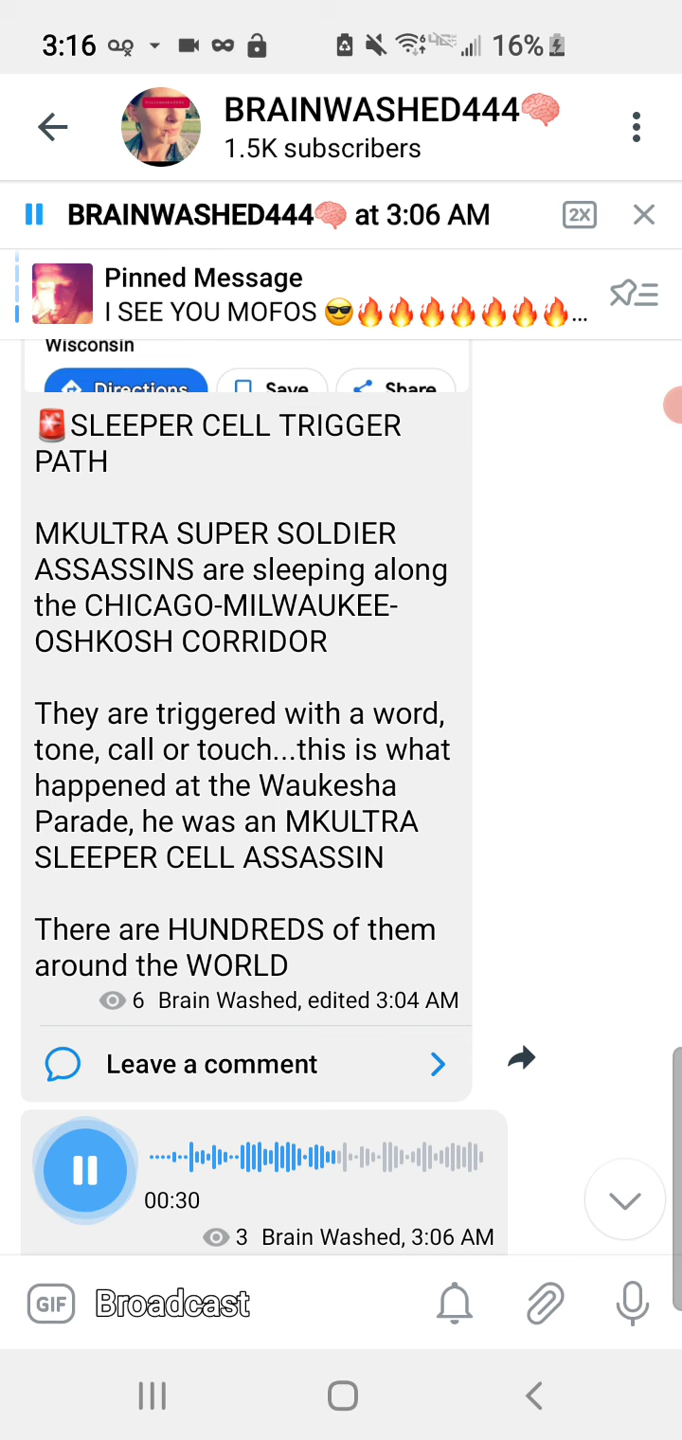 3:16 16%
BRAINWASHED444🧠
1.5K subscribers
BRAINWASHED444🧠 at 3:06 AM 2X
Pinned Message
I SEE YOU MOFOS 😎🔥🔥🔥🔥🔥🔥🔥...
Wisconsin
Directions Save Share
🚨SLEEPER CELL TRIGGER
PATH
MKULTRA SUPER SOLDIER
ASSASSINS are sleeping along
the CHICAGO-MILWAUKEE-
OSHKOSH CORRIDOR
They are triggered with a word,
tone, call or touch...this is what
happened at the Waukesha
Parade, he was an MKULTRA
SLEEPER CELL ASSASSIN
There are HUNDREDS of them
around the WORLD
6 Brain Washed, edited 3:04 AM
Leave a comment
00:30
3 Brain Washed, 3:06 AM
GIF Broadcast